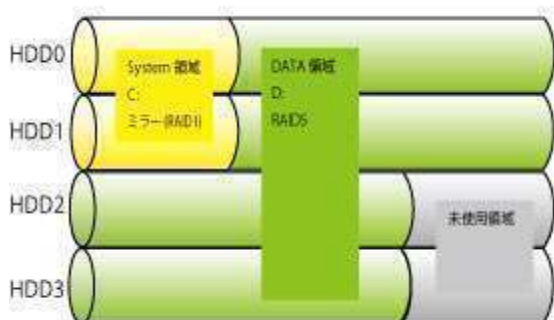 HDD0
System 領域
C:
ミラー(RAID1)
DATA 領域
D:
RAID5
HDD1
HDD2
未使用領域
HDD3